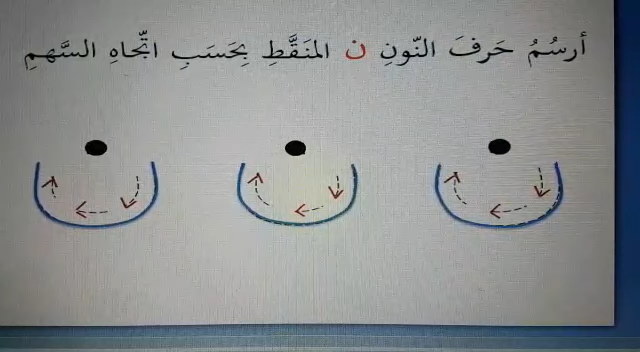 أرسُمُ حَرفَ النّونِ ن المنَقَّطِ بِحَسَبِ اتّجاهِ السَّهمِ
ن ن ن